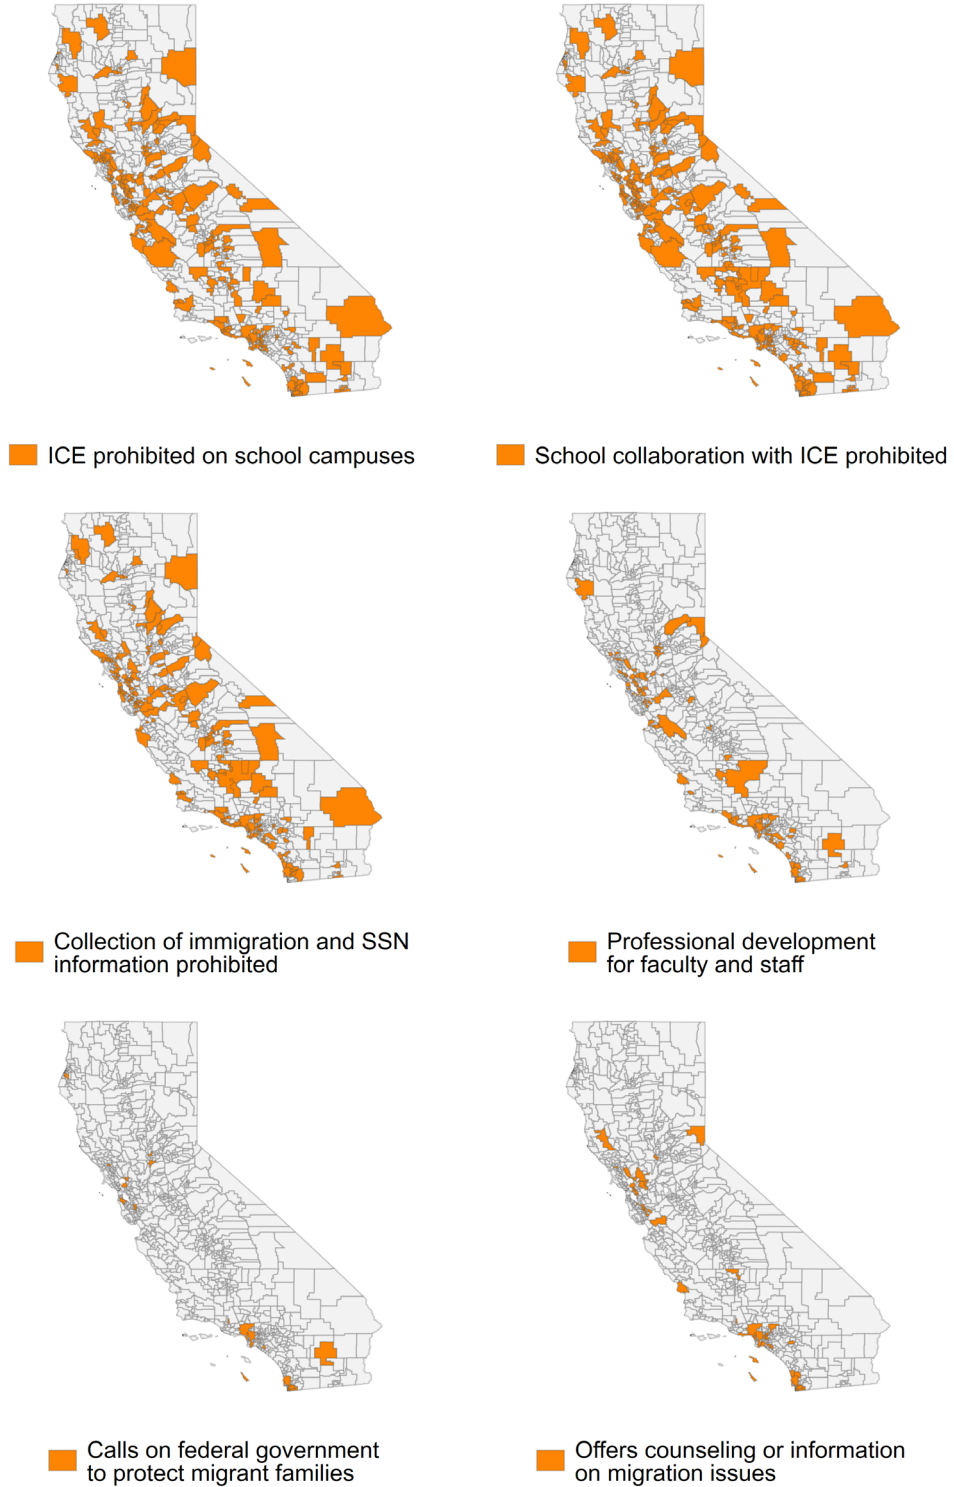 ICE prohibited on school campuses
School collaboration with ICE prohibited
Collection of immigration and SSN
information prohibited
Professional development
for faculty and staff
Calls on federal government
to protect migrant families
Offers counseling or information
on migration issues